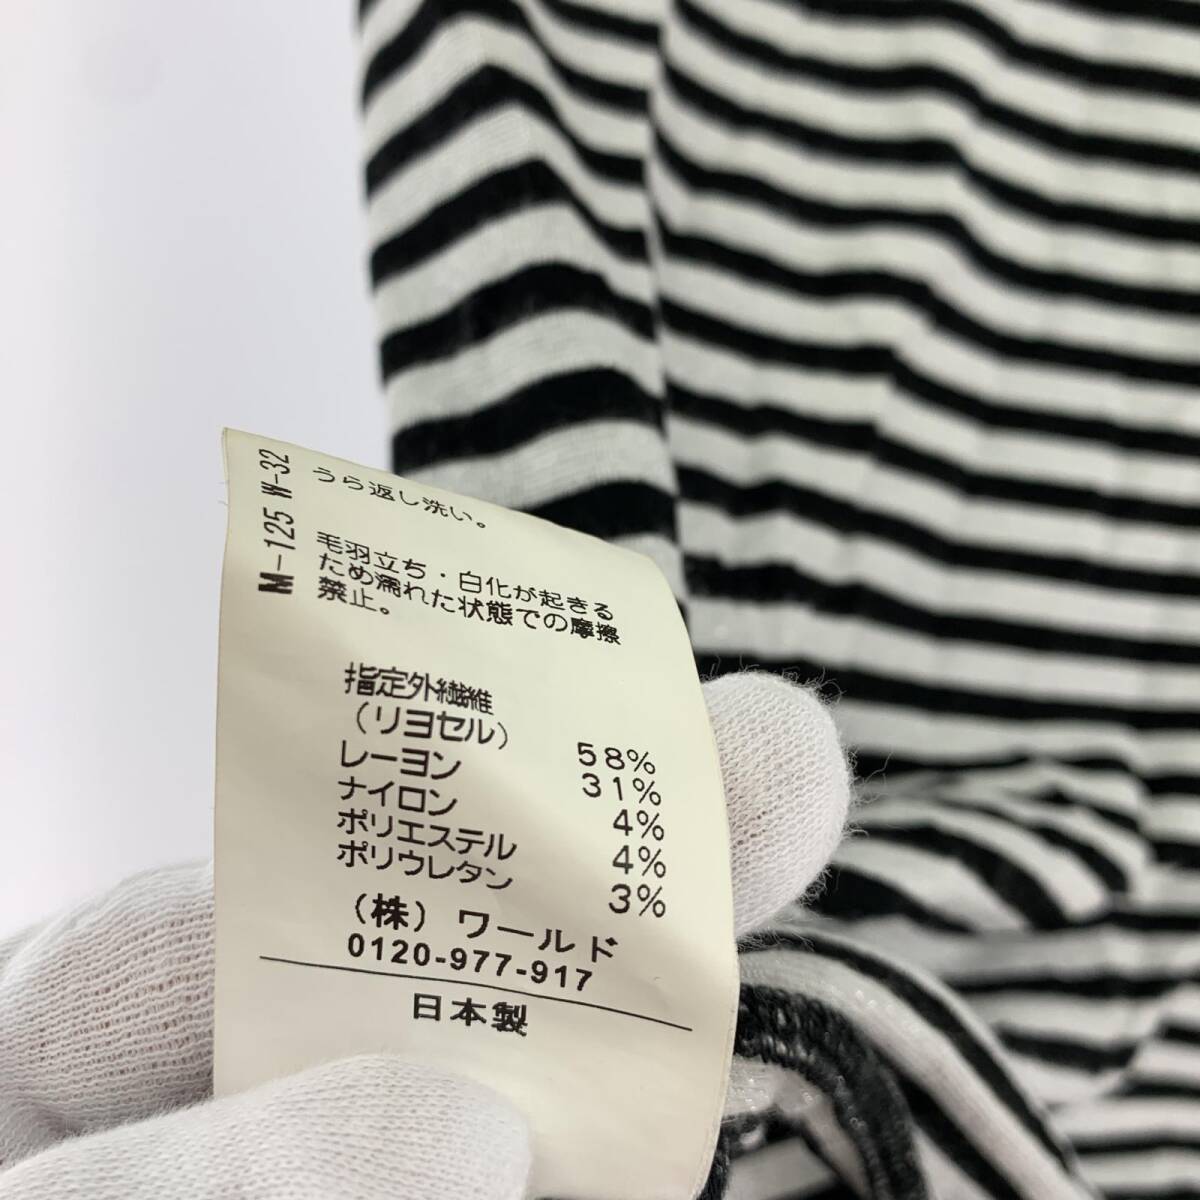 M-125 W-32
うら返し洗い。
毛羽立ち・白化が起きる
ため濡れた状態での摩擦
禁止。
指定外繊維
(リヨセル) 58%
レーヨン 31%
ナイロン 4%
ポリエステル 4%
ポリウレタン 3%
(株) ワールド
0120-977-917
日本製